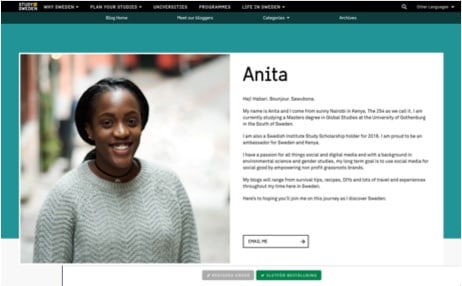 STUDY IN SWEDEN
WHY SWEDEN PLAN YOUR STUDIES UNIVERSITIES PROGRAMMES LIFE IN SWEDEN Other Languages
Blog Home Meet our bloggers Categories Archives
Anita
Hej! Habari. Bounjour. Sawubona.
My name is Anita and I come from sunny Nairobi in Kenya. The 254 as we call it. I am
currently studying a Masters degree in Global Studies at the University of Gothenburg
in the South of Sweden.
I am also a Swedish Institute Study Scholarship holder for 2018. I am proud to be an
ambassador for Sweden and Kenya.
I have a passion for all things social and digital media and with a background in
environmental science and gender studies, my long term goal is to use social media for
social good by empowering non profit grassroots brands.
My blogs will range from survival tips, recipes, DIYs and lots of travel and experiences
throughout my time here in Sweden.
Here's to hoping you'll join me on this journey as I discover Sweden.
EMAIL ME
REDIGERA ORDER SLUTFÖR BESTÄLLNING